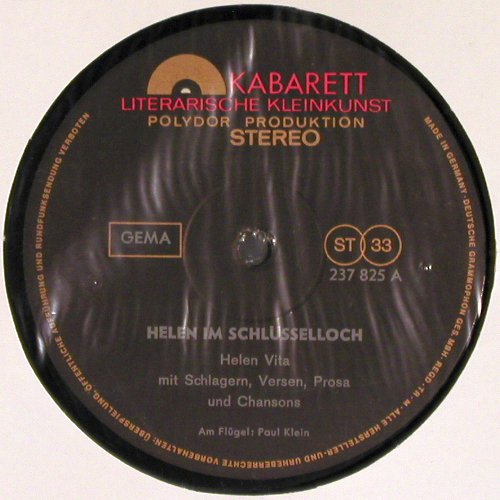 KABARETT
LITERARISCHE KLEINKUNST
POLYDOR PRODUKTION
STEREO
GEMA
ST 33
237 825 A
HELEN IM SCHLÜSSELLOCH
Helen Vita
mit Schlagern, Versen, Prosa
und Chansons
Am Flügel: Paul Klein
MADE IN GERMANY · DEUTSCHE GRAMMOPHON GES. MBH · REGD · TR · M · ALLE HERSTELLER- UND URHEBERRECHTE VORBEHALTEN: ÜBERSPIELUNG, ÖFFENTLICHE AUFFÜHRUNG UND RUNDFUNKSENDUNG VERBOTEN